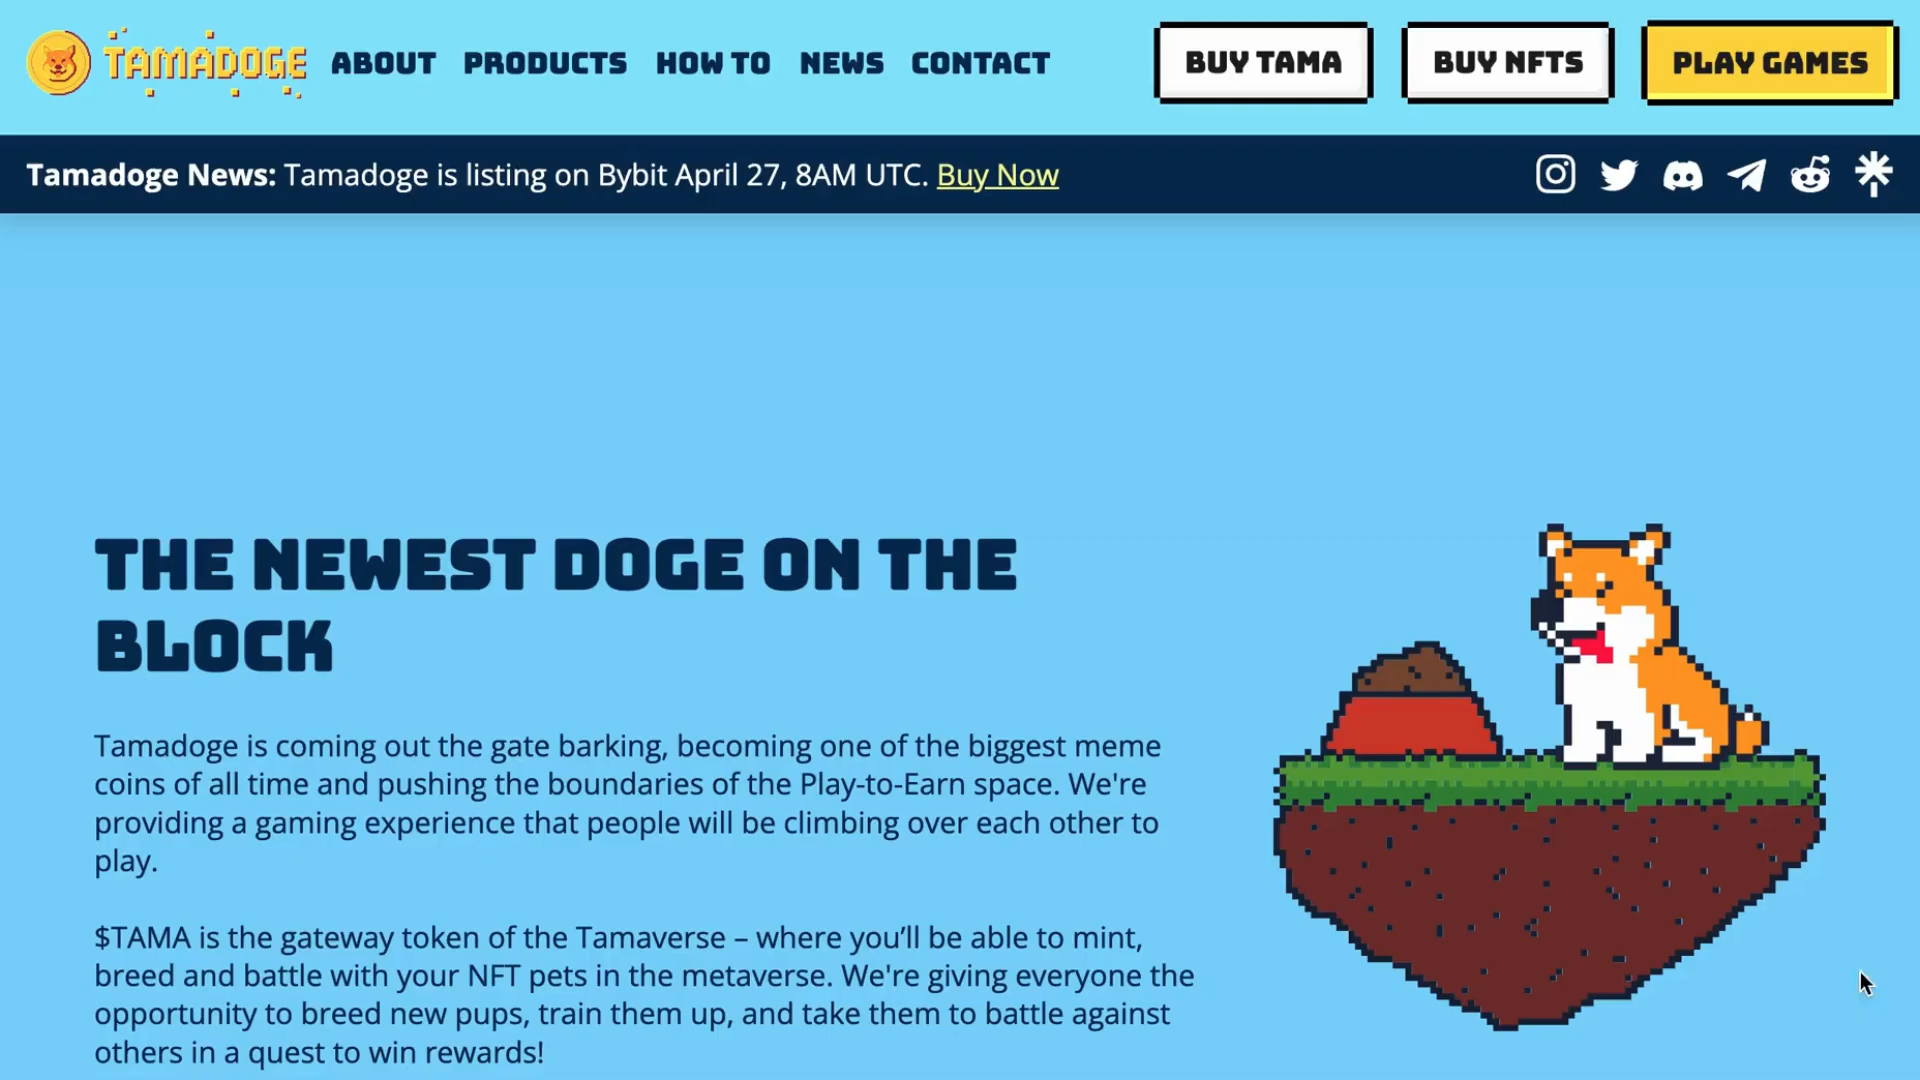 TAMADOGE
ABOUT PRODUCTS HOW TO NEWS CONTACT
BUY TAMA
BUY NFTS
PLAY GAMES
Tamadoge News: Tamadoge is listing on Bybit April 27, 8AM UTC. Buy Now
THE NEWEST DOGE ON THE
BLOCK
Tamadoge is coming out the gate barking, becoming one of the biggest meme
coins of all time and pushing the boundaries of the Play-to-Earn space. We're
providing a gaming experience that people will be climbing over each other to
play.
$TAMA is the gateway token of the Tamaverse – where you’ll be able to mint,
breed and battle with your NFT pets in the metaverse. We're giving everyone the
opportunity to breed new pups, train them up, and take them to battle against
others in a quest to win rewards!